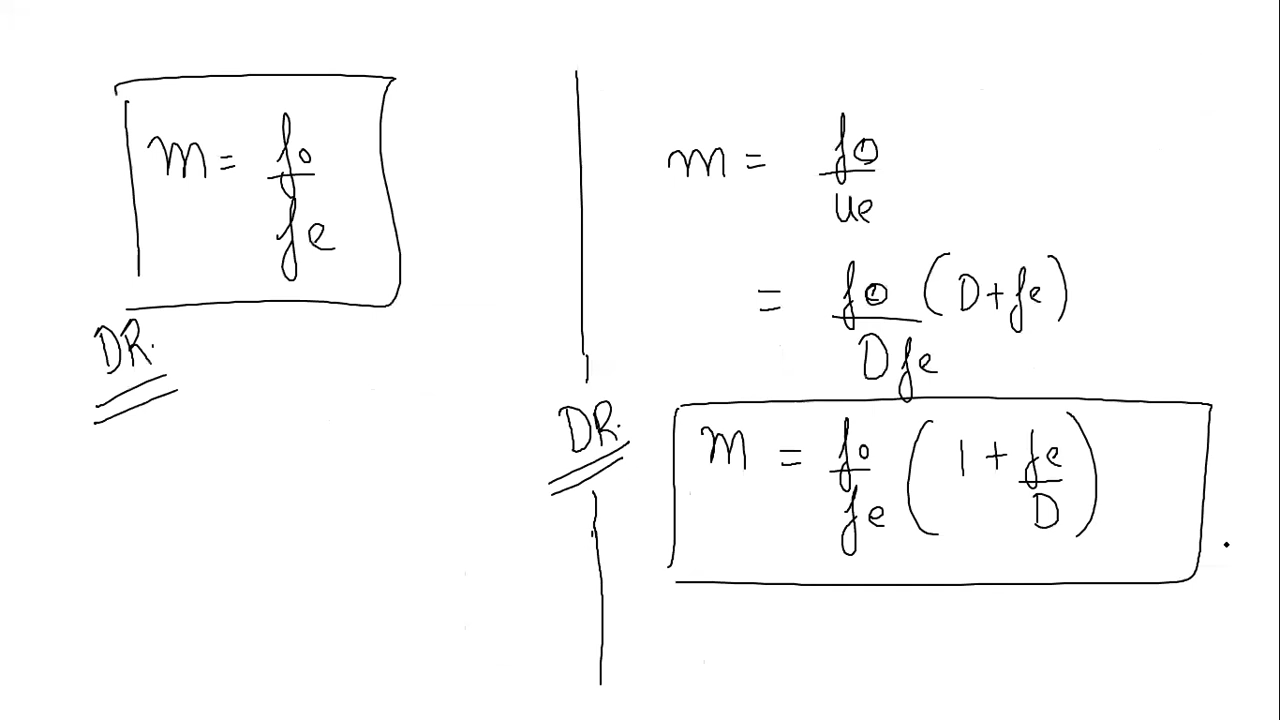 m = fo/fe
DR.
m = fo/ue
= fo/Dfe (D+fe)
DR.
m = fo/fe (1 + fe/D)